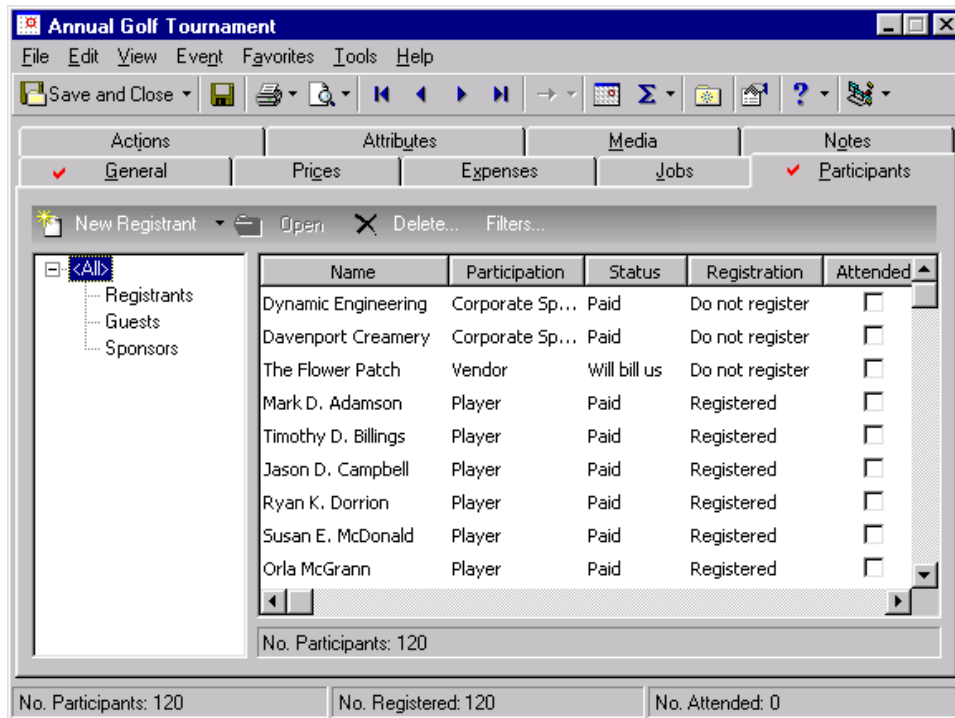 Annual Golf Tournament
File Edit View Event Favorites Tools Help
Save and Close
Actions Attributes Media Notes
General Prices Expenses Jobs Participants
New Registrant Open Delete... Filters...
<All>
Registrants
Guests
Sponsors
Name Participation Status Registration Attended
Dynamic Engineering Corporate Sp... Paid Do not register
Davenport Creamery Corporate Sp... Paid Do not register
The Flower Patch Vendor Will bill us Do not register
Mark D. Adamson Player Paid Registered
Timothy D. Billings Player Paid Registered
Jason D. Campbell Player Paid Registered
Ryan K. Dorrion Player Paid Registered
Susan E. McDonald Player Paid Registered
Orla McGrann Player Paid Registered
No. Participants: 120
No. Participants: 120 No. Registered: 120 No. Attended: 0